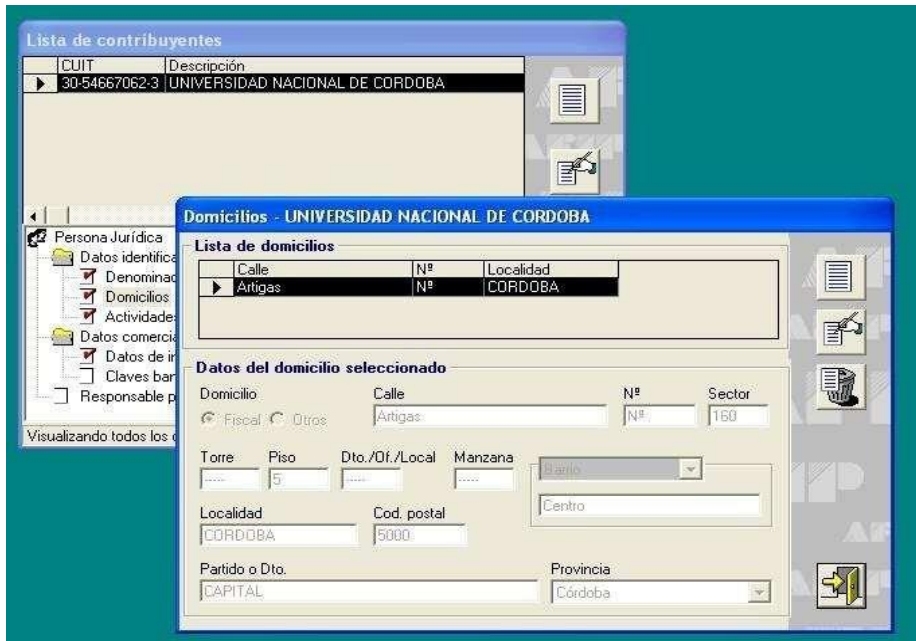 Lista de contribuyentes
CUIT Descripción
30-54667062-3 UNIVERSIDAD NACIONAL DE CORDOBA
Persona Jurídica
Datos identifica
Denominac
Domicilios
Actividades
Datos comercia
Datos de in
Claves ban
Responsable p
Visualizando todos los
Domicilios - UNIVERSIDAD NACIONAL DE CORDOBA
Lista de domicilios
Calle Nº Localidad
Artigas Nº CORDOBA
Datos del domicilio seleccionado
Domicilio Calle Nº Sector
Fiscal Otros Artigas Nº 160
Torre Piso Dto./Of./Local Manzana
----- 5 ----- ----- Barrio
Centro
Localidad Cod. postal
CORDOBA 5000
Partido o Dto. Provincia
CAPITAL Córdoba